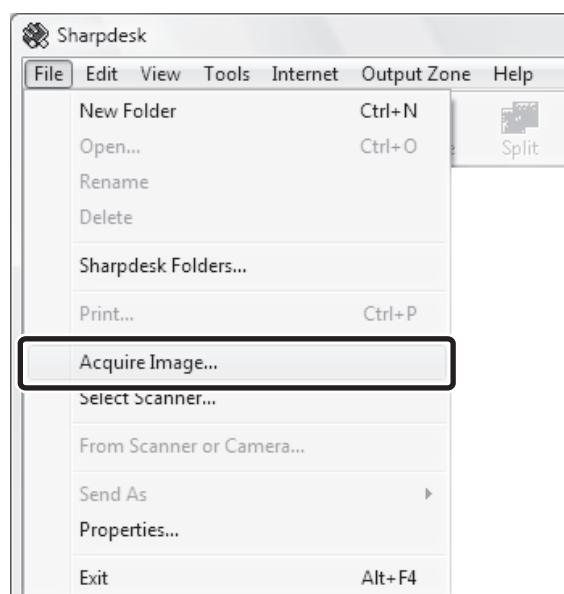 Sharpdesk
File Edit View Tools Internet Output Zone Help
New Folder Ctrl+N
Open... Ctrl+O
Split
Rename
Delete
Sharpdesk Folders...
Print... Ctrl+P
Acquire Image...
Select Scanner...
From Scanner or Camera...
Send As
Properties...
Exit Alt+F4